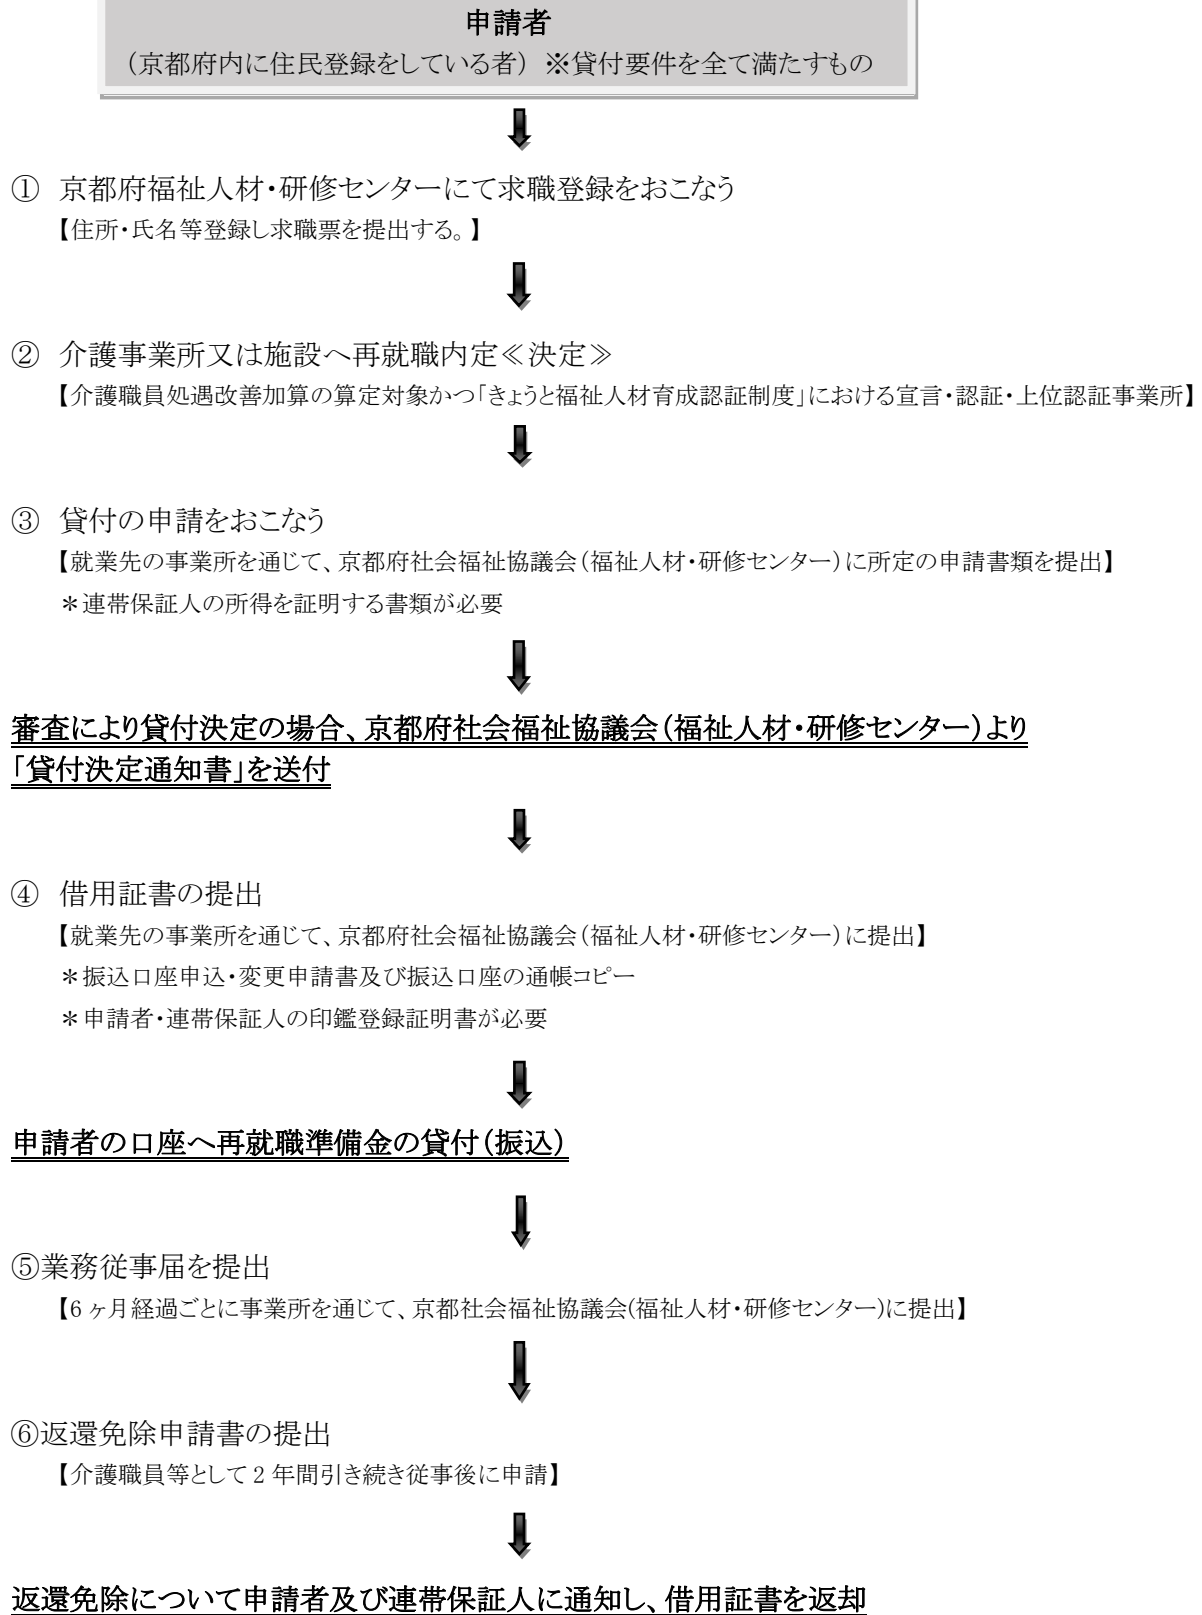 申請者
（京都府内に住民登録をしている者） ※貸付要件を全て満たすもの
① 京都府福祉人材・研修センターにて求職登録をおこなう
【住所・氏名等登録し求職票を提出する。】
② 介護事業所又は施設へ再就職内定≪決定≫
【介護職員処遇改善加算の算定対象かつ「きょうと福祉人材育成認証制度」における宣言・認証・上位認証事業所】
③ 貸付の申請をおこなう
【就業先の事業所を通じて、京都府社会福祉協議会（福祉人材・研修センター）に所定の申請書類を提出】
＊連帯保証人の所得を証明する書類が必要
審査により貸付決定の場合、京都府社会福祉協議会（福祉人材・研修センター）より
「貸付決定通知書」を送付
④ 借用証書の提出
【就業先の事業所を通じて、京都府社会福祉協議会（福祉人材・研修センター）に提出】
＊振込口座申込・変更申請書及び振込口座の通帳コピー
＊申請者・連帯保証人の印鑑登録証明書が必要
申請者の口座へ再就職準備金の貸付（振込）
⑤業務従事届を提出
【6 ヶ月経過ごとに事業所を通じて、京都社会福祉協議会(福祉人材・研修センター)に提出】
⑥返還免除申請書の提出
【介護職員等として 2 年間引き続き従事後に申請】
返還免除について申請者及び連帯保証人に通知し、借用証書を返却